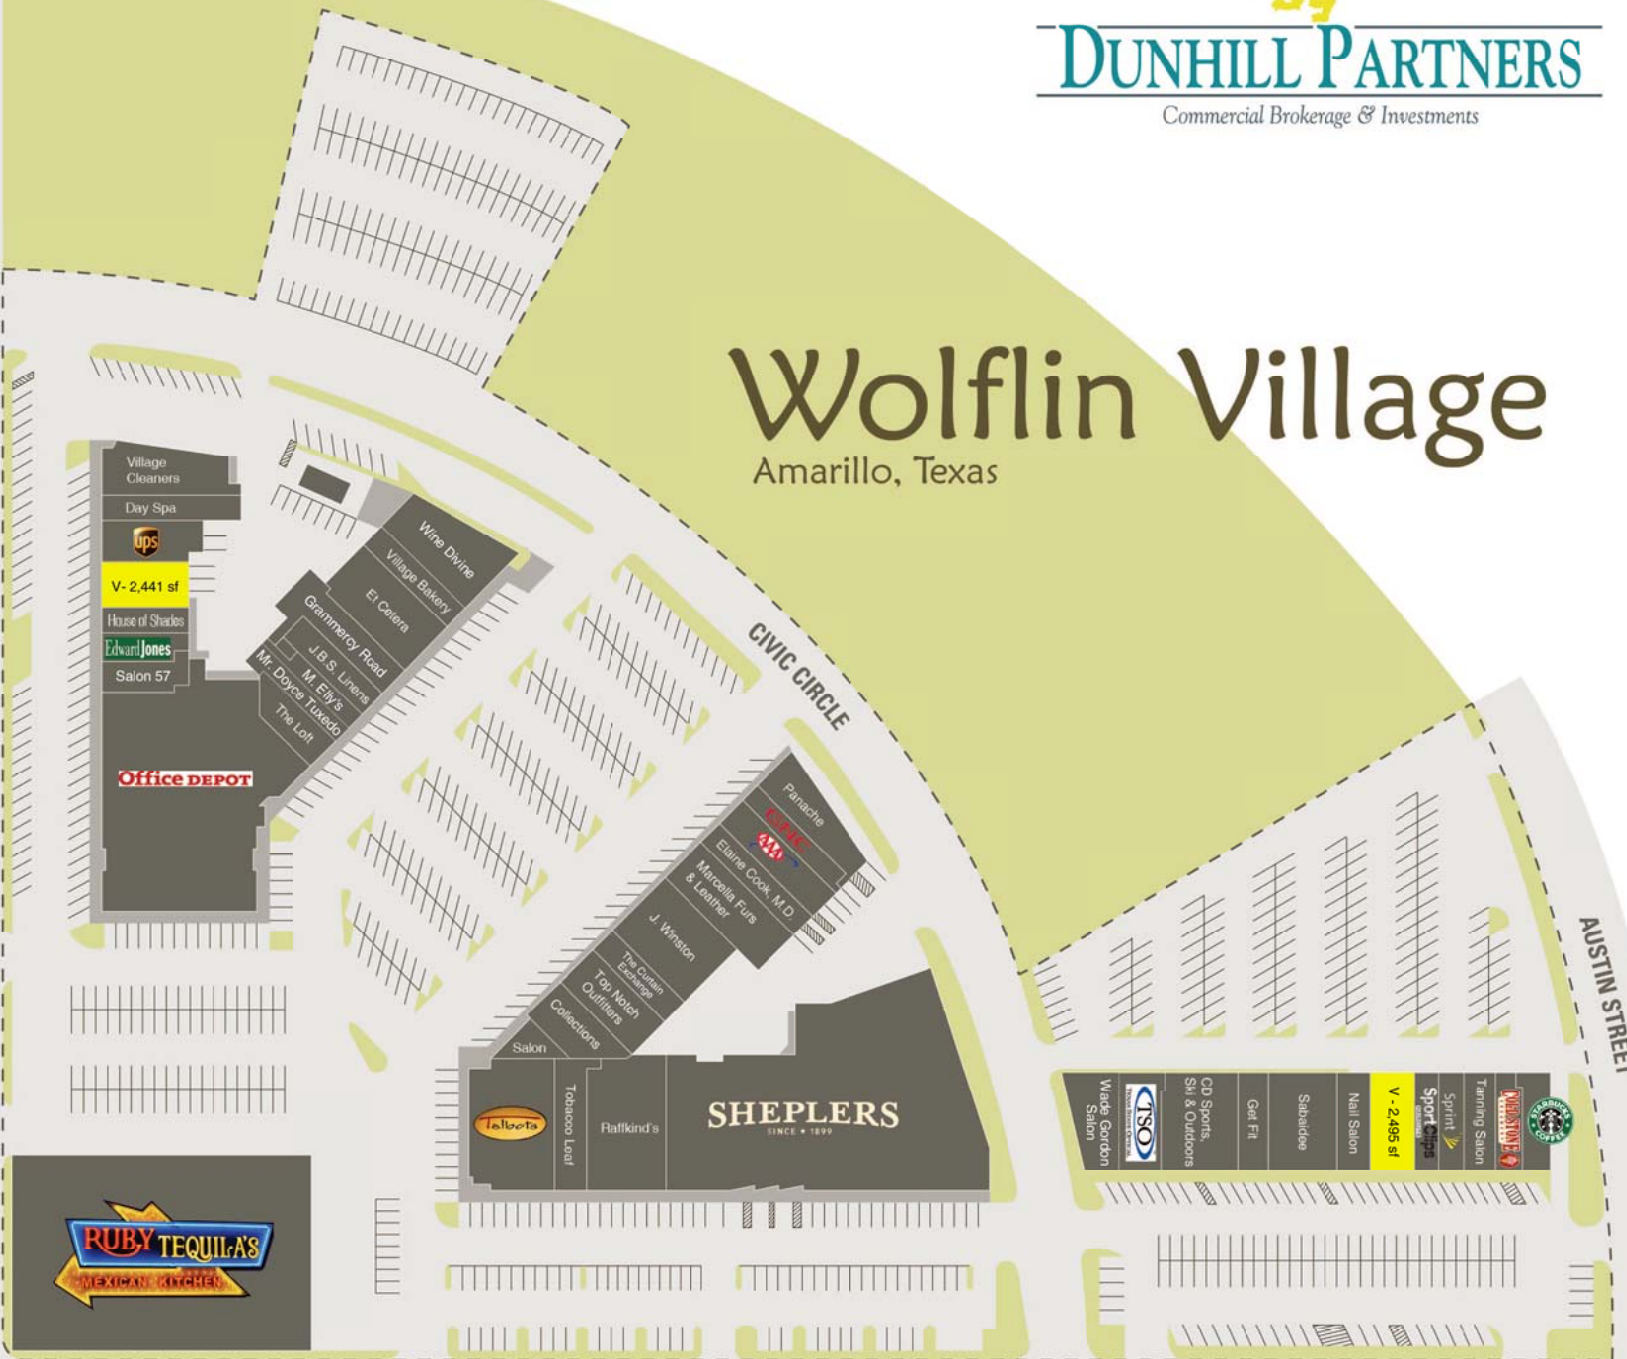 DUNHILL PARTNERS
Commercial Brokerage & Investments
Wolflin Village
Amarillo, Texas
Village
Cleaners
Day Spa
ups
V- 2,441 sf
House of Shades
Edward Jones
Salon 57
Office DEPOT
Wine Divine
Village Bakery
Et Cetera
Grammercy Road
J.B.S. Linens
M. Elly's
Mr. Doyce Tuxedo
The Loft
CIVIC CIRCLE
Panache
GNC
Elaine Cook, M.D.
Marcella Furs
& Leather
J. Winston
The Curtain
Exchange
Top Notch
Outfitters
Collections
Salon
Talbots
Tobacco Leaf
Raffkind's
SHEPLERS
SINCE • 1899
RUBY TEQUILA'S
MEXICAN KITCHEN
Wade Gordon
Salon
TSO
CD Sports,
Ski & Outdoors
Get Fit
Sabaidee
Nail Salon
V - 2,495 sf
SportClips
Sprint
Tanning Salon
STARBUCKS
COFFEE
AUSTIN STREET